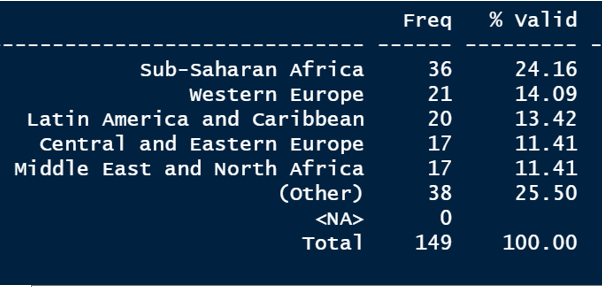 Freq % Valid
------------------------------ ------ --------- -
Sub-Saharan Africa 36 24.16
Western Europe 21 14.09
Latin America and Caribbean 20 13.42
Central and Eastern Europe 17 11.41
Middle East and North Africa 17 11.41
(Other) 38 25.50
<NA> 0
Total 149 100.00